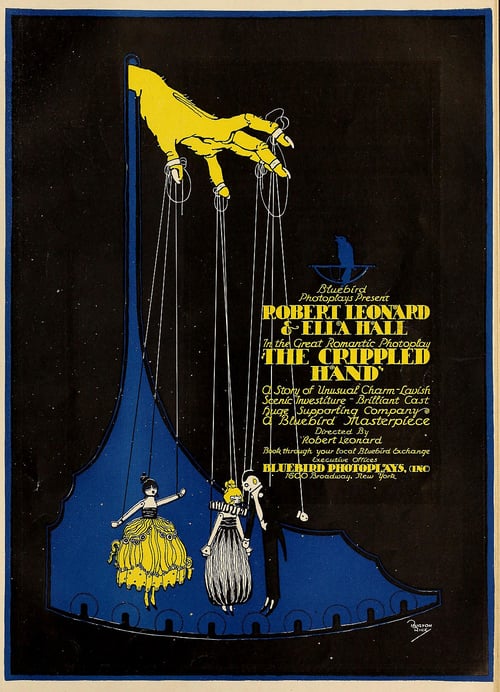 Bluebird
Photoplays Present
ROBERT LEONARD
& ELLA HALL
In the Great Romantic Photoplay
"THE CRIPPLED
HAND"
A Story of Unusual Charm-Lavish
Scenic Investiture - Brilliant Cast
Huge Supporting Company
a Bluebird Masterpiece
Directed By
Robert Leonard
Book through your local Bluebird Exchange
Executive Offices
BLUEBIRD PHOTOPLAYS, (INC)
1600 Broadway, New York
BURTON
RICE